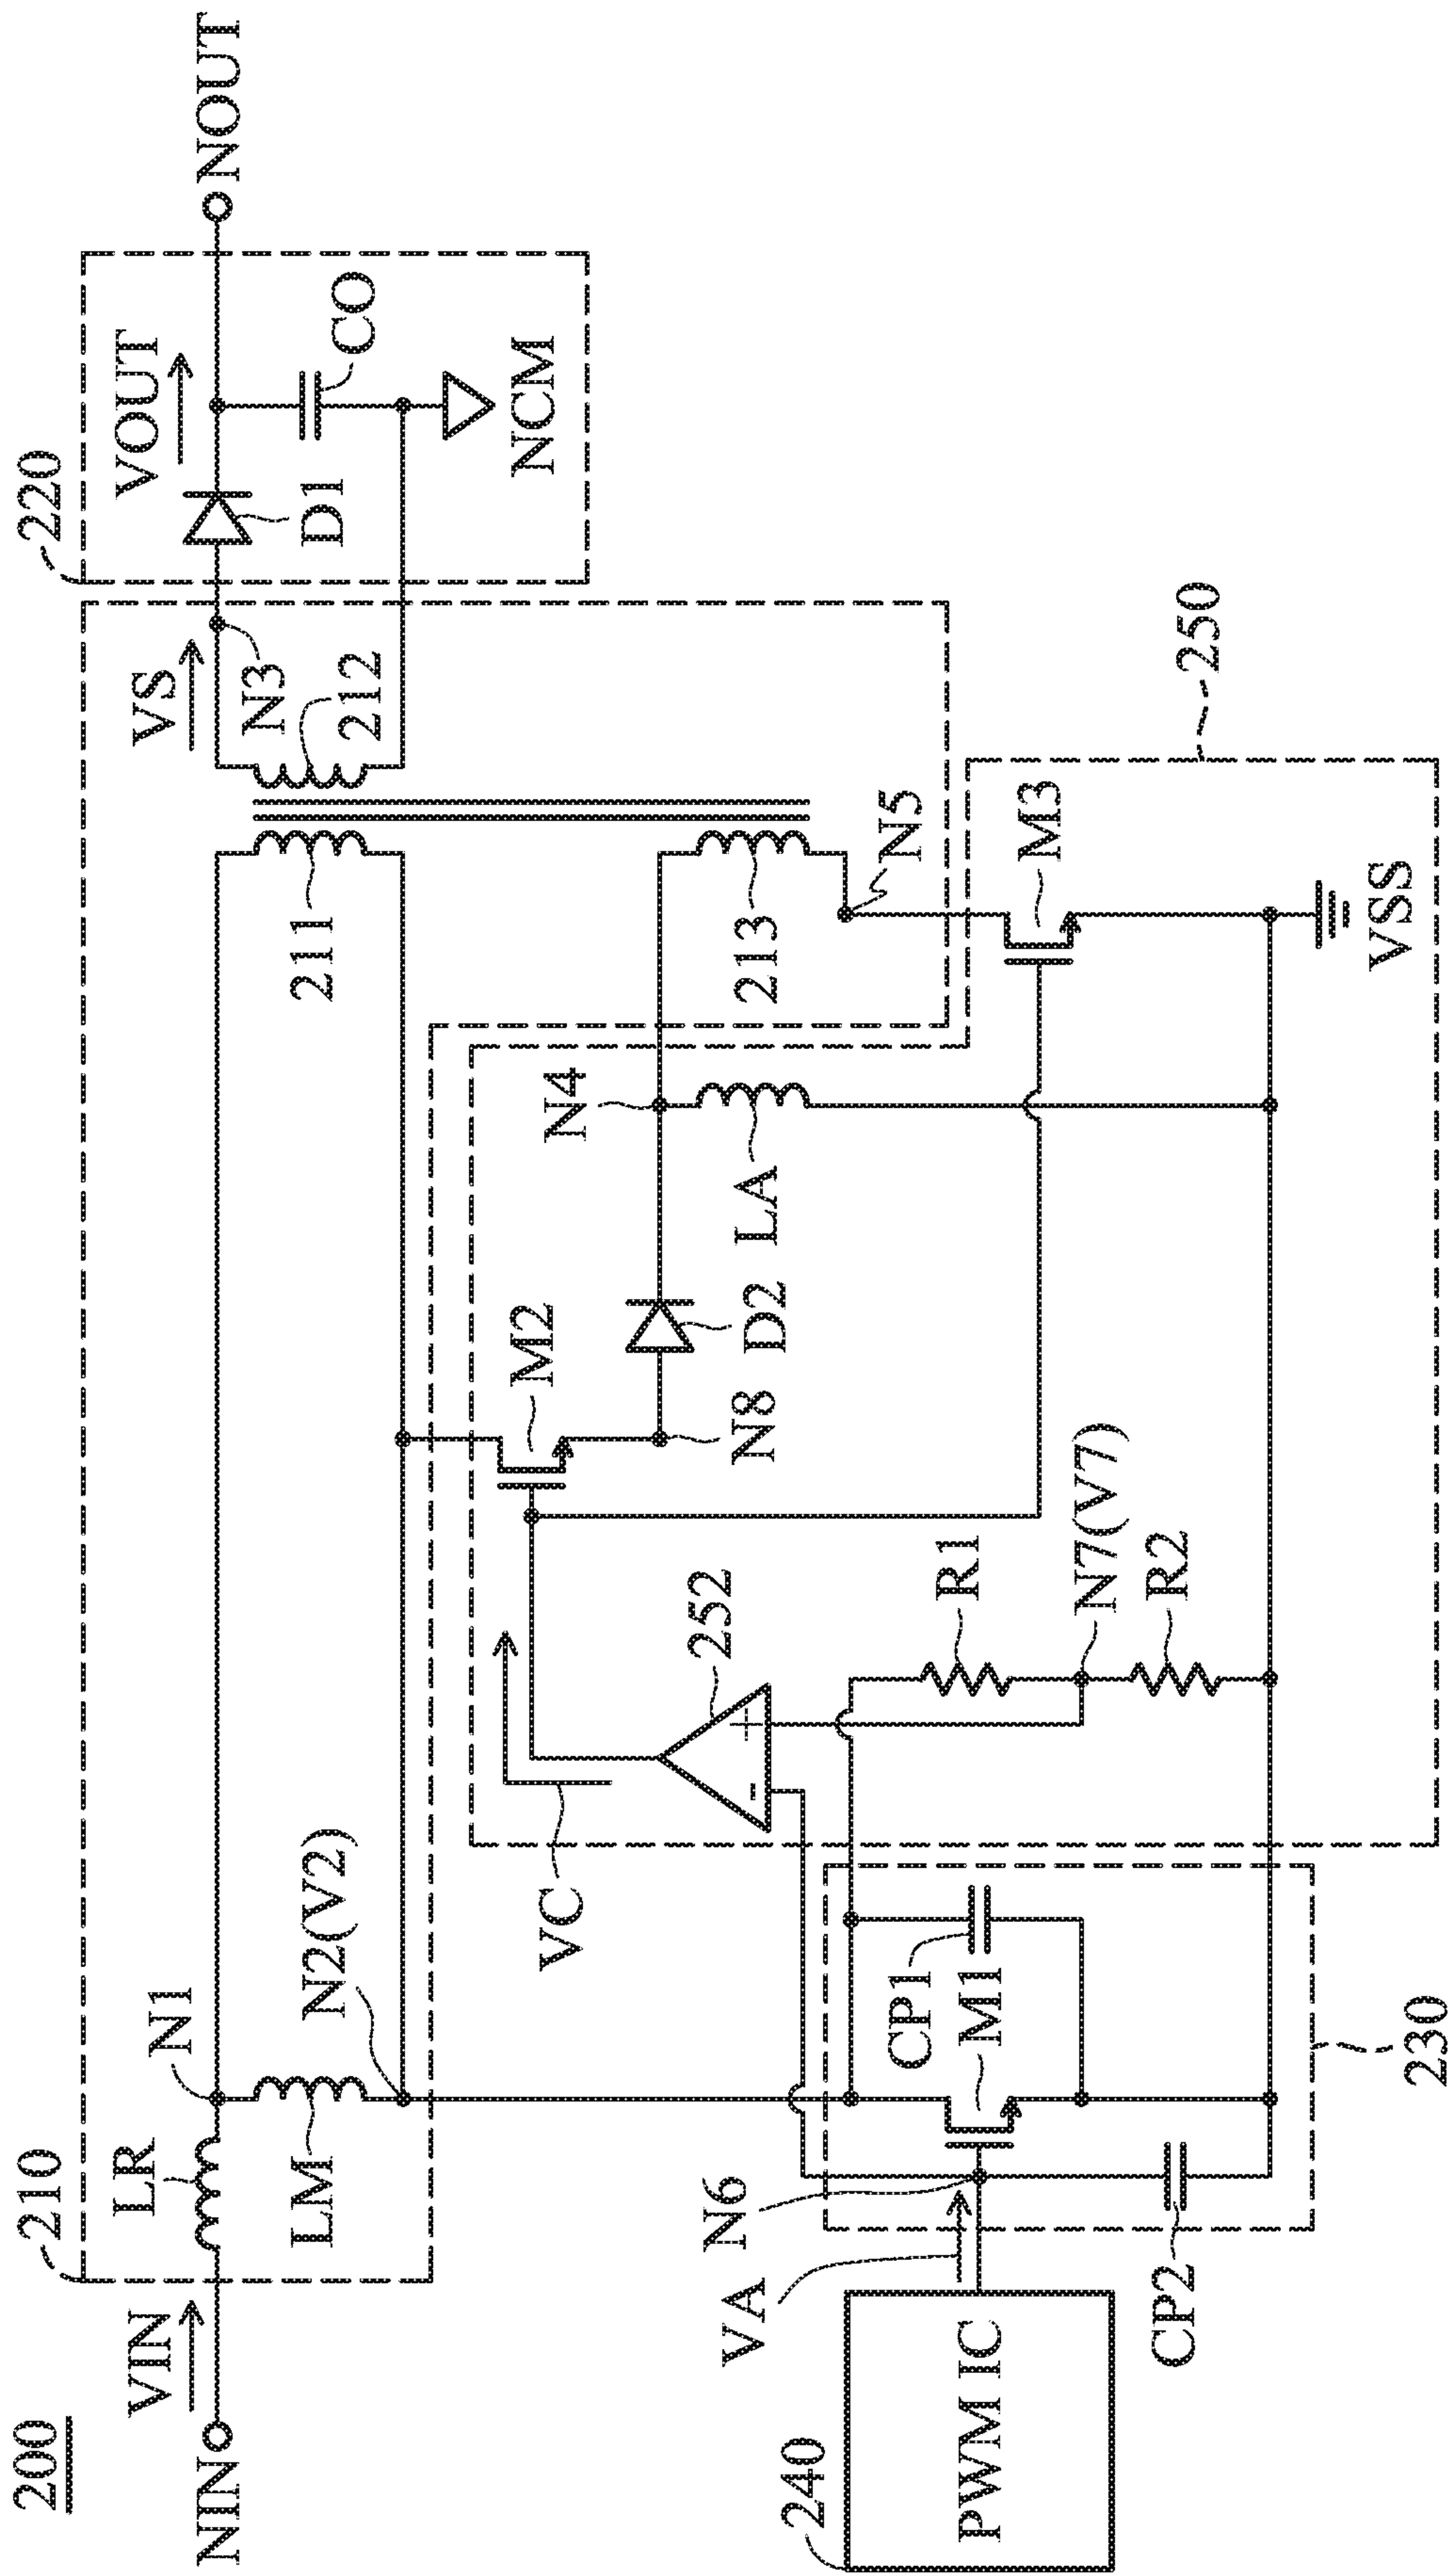 200
NIN
VIN
210
LR
N1
LM
N2(V2)
211
VS
N3
212
220
VOUT
D1
CO
NCM
NOUT
VC
252
-
+
M2
N8
D2
N4
LA
213
N5
M3
250
VSS
R1
N7(V7)
R2
240
PWM IC
VA
N6
CP1
M1
CP2
230